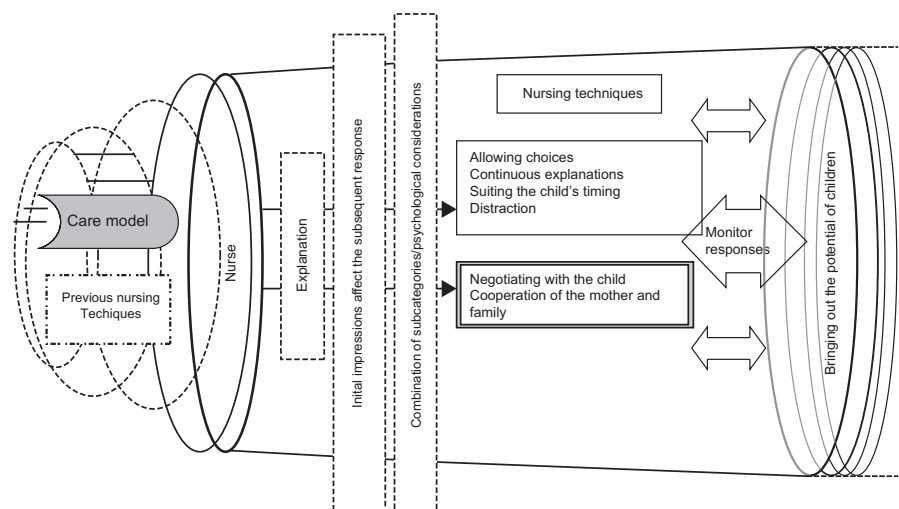 Care model
Previous nursing
Techiques
Nurse
Explanation
Inital impressions affect the subsequent response
Combination of subcategories/psychological considerations
Nursing techniques
Allowing choices
Continuous explanations
Suiting the child's timing
Distraction
Negotiating with the child
Cooperation of the mother and
family
Monitor
responses
Bringing out the potential of children